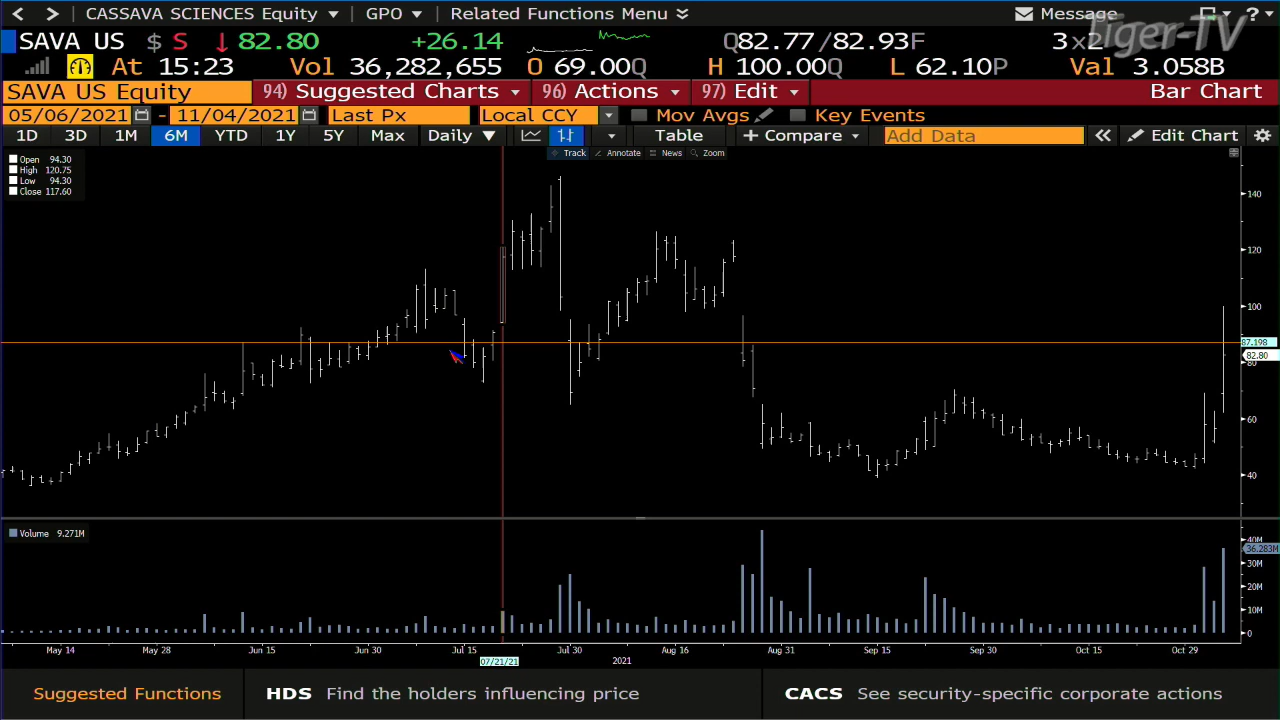 CASSAVA SCIENCES Equity GPO Related Functions Menu Message ?
Tiger-TV
SAVA US $ S ↓ 82.80 +26.14 Q82.77/82.93F 3x2
At 15:23 Vol 36,282,655 O 69.00Q H 100.00Q L 62.10P Val 3.058B
SAVA US Equity 94) Suggested Charts 96) Actions 97) Edit Bar Chart
05/06/2021 - 11/04/2021 Last Px Local CCY Mov Avgs Key Events
1D 3D 1M 6M YTD 1Y 5Y Max Daily ▼ Table + Compare Add Data « Edit Chart
Track Annotate News Zoom
Open 94.30
High 120.75
Low 94.30
Close 117.60
140
120
100
87.198
82.80
80
60
40
Volume 9.271M
40M
36.283M
30M
20M
10M
0
May 14 May 28 Jun 15 Jun 30 Jul 15 Jul 30 Aug 16 Aug 31 Sep 15 Sep 30 Oct 15 Oct 29
07/21/21 2021
Suggested Functions HDS Find the holders influencing price CACS See security-specific corporate actions